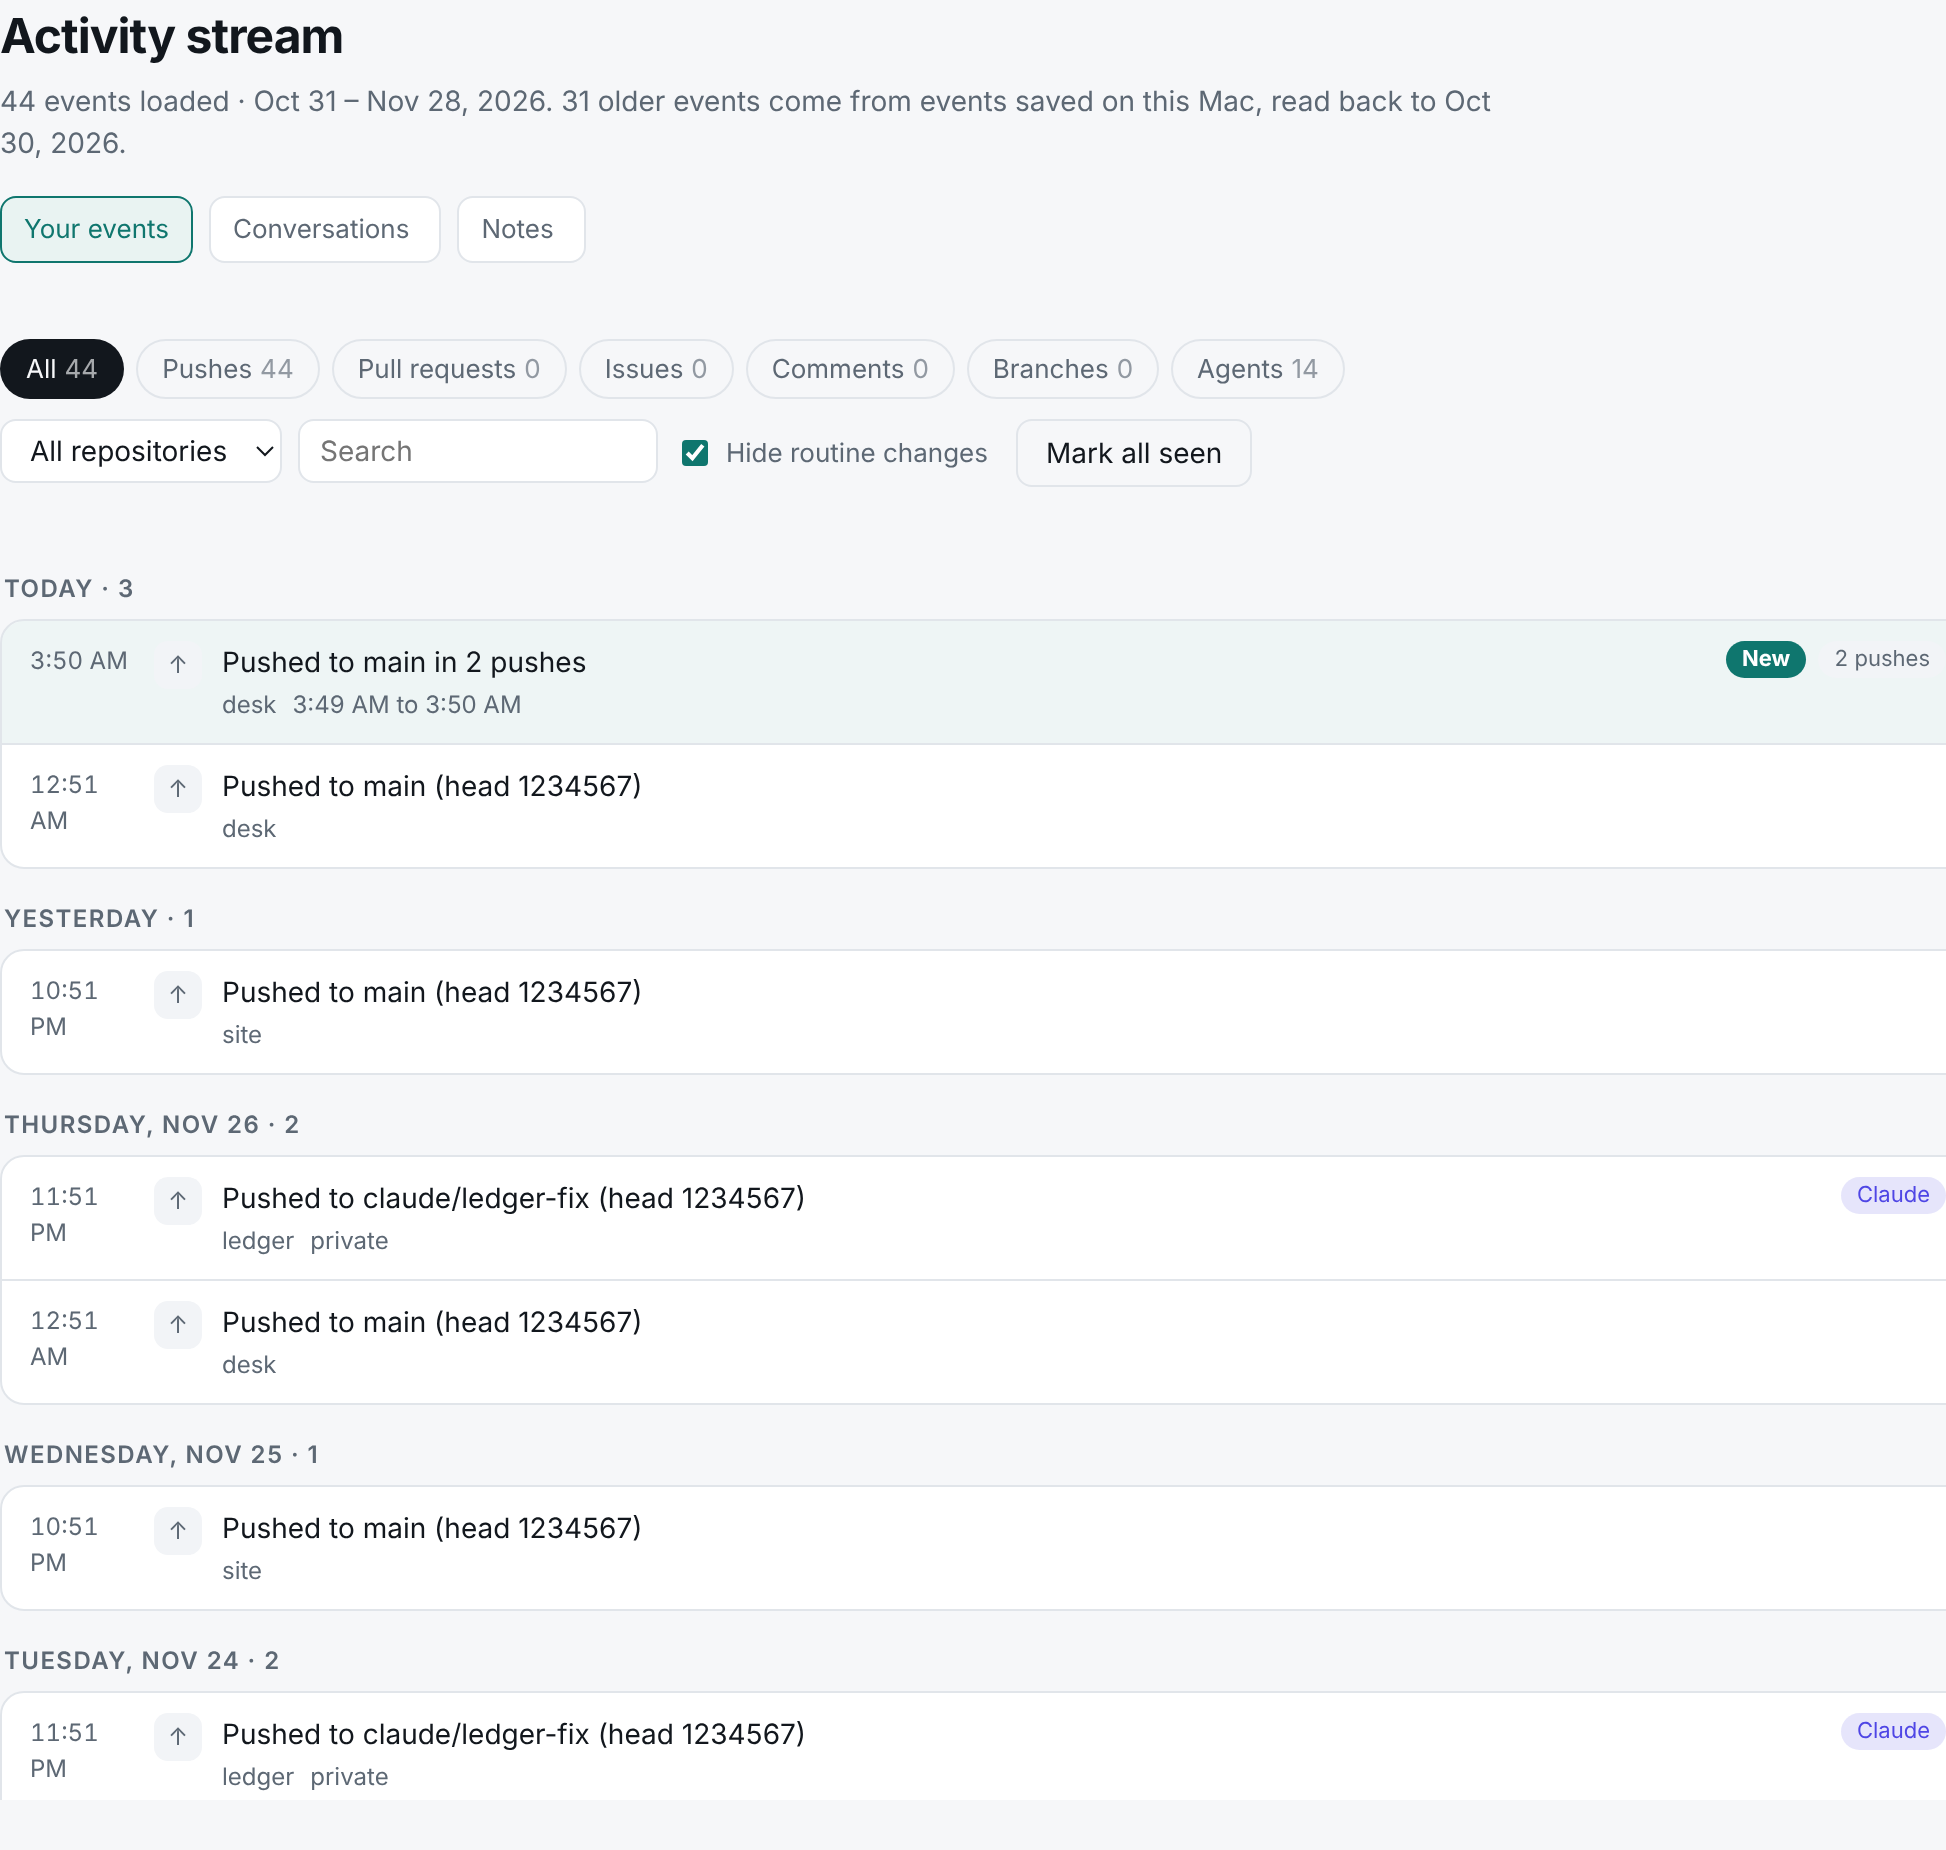 Activity stream
44 events loaded · Oct 31 – Nov 28, 2026. 31 older events come from events saved on this Mac, read back to Oct
30, 2026.
Your events
Conversations
Notes
All 44
Pushes 44
Pull requests 0
Issues 0
Comments 0
Branches 0
Agents 14
All repositories
Search
Hide routine changes
Mark all seen
TODAY · 3
3:50 AM
Pushed to main in 2 pushes
New
2 pushes
desk 3:49 AM to 3:50 AM
12:51
AM
Pushed to main (head 1234567)
desk
YESTERDAY · 1
10:51
PM
Pushed to main (head 1234567)
site
THURSDAY, NOV 26 · 2
11:51
PM
Pushed to claude/ledger-fix (head 1234567)
Claude
ledger private
12:51
AM
Pushed to main (head 1234567)
desk
WEDNESDAY, NOV 25 · 1
10:51
PM
Pushed to main (head 1234567)
site
TUESDAY, NOV 24 · 2
11:51
PM
Pushed to claude/ledger-fix (head 1234567)
Claude
ledger private